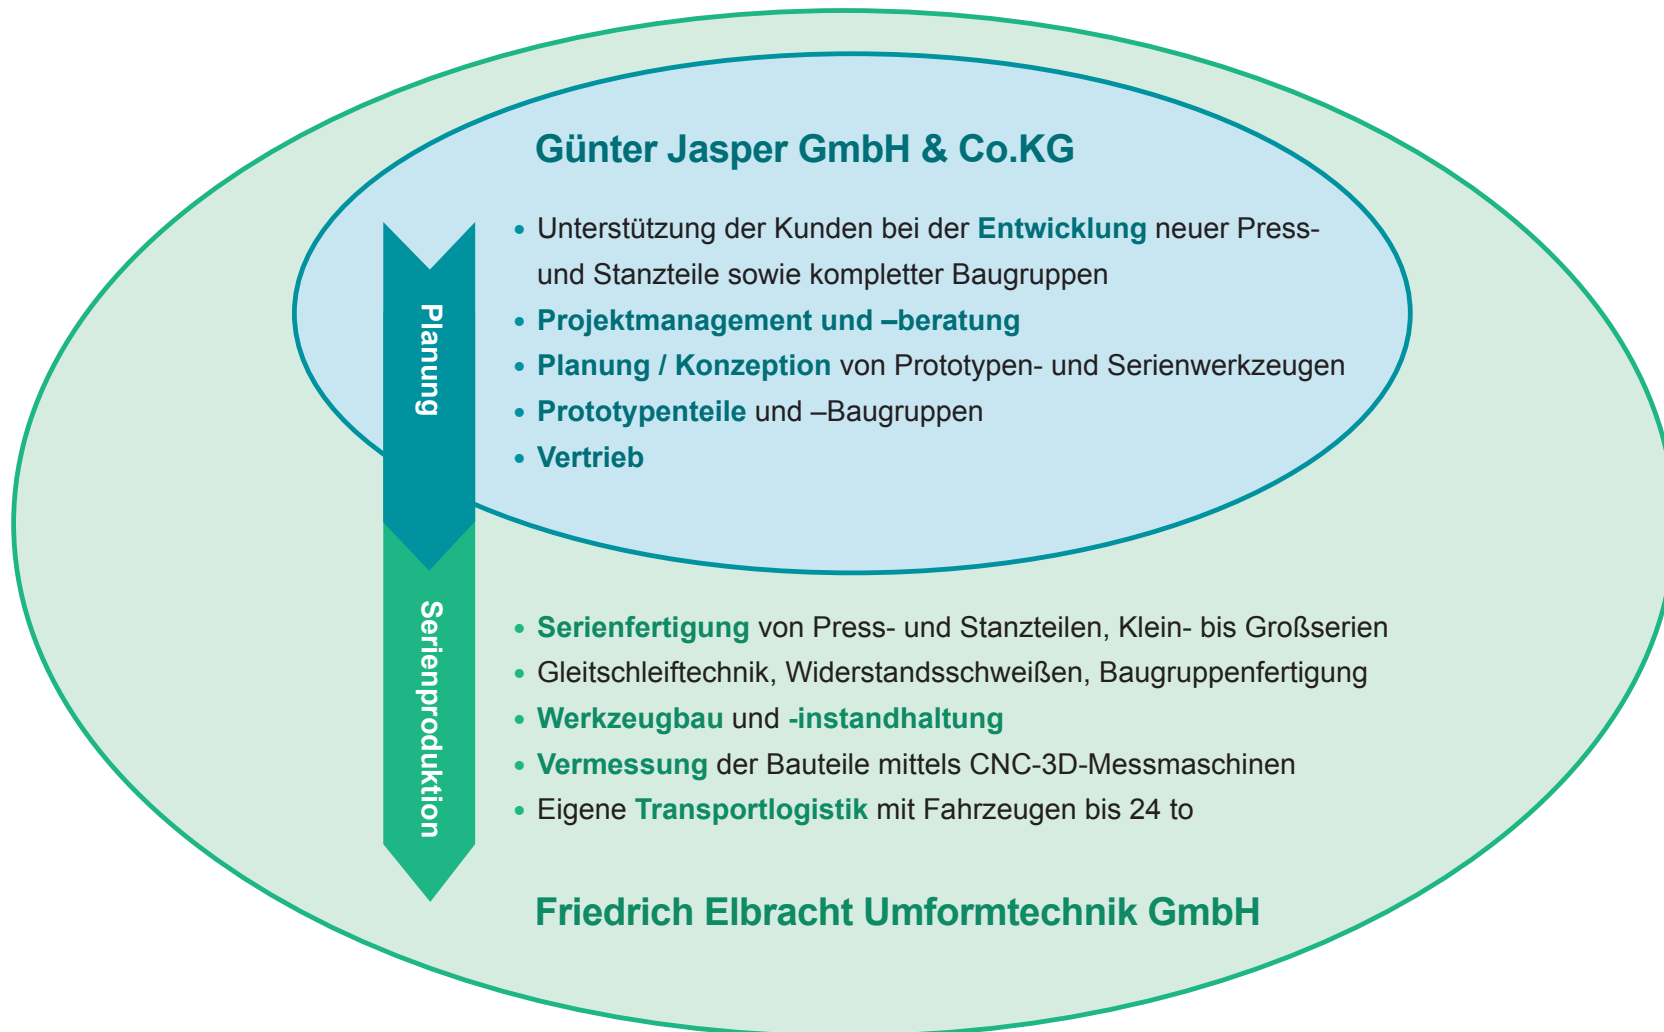 Günter Jasper GmbH & Co.KG
Planung
• Unterstützung der Kunden bei der Entwicklung neuer Press-
und Stanzteile sowie kompletter Baugruppen
• Projektmanagement und –beratung
• Planung / Konzeption von Prototypen- und Serienwerkzeugen
• Prototypenteile und –Baugruppen
• Vertrieb
Serienproduktion
• Serienfertigung von Press- und Stanzteilen, Klein- bis Großserien
• Gleitschleiftechnik, Widerstandsschweißen, Baugruppenfertigung
• Werkzeugbau und -instandhaltung
• Vermessung der Bauteile mittels CNC-3D-Messmaschinen
• Eigene Transportlogistik mit Fahrzeugen bis 24 to
Friedrich Elbracht Umformtechnik GmbH